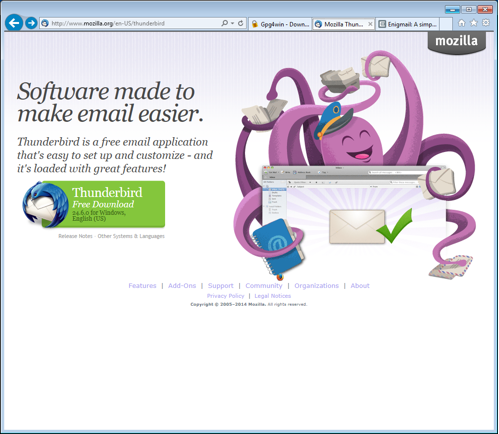 http://www.mozilla.org/en-US/thunderbird
Gpg4win - Down...
Mozilla Thun...
Enigmail: A simp...
mozilla
Software made to
make email easier.
Thunderbird is a free email application
that's easy to set up and customize - and
it's loaded with great features!
Thunderbird
Free Download
24.6.0 for Windows,
English (US)
Release Notes · Other Systems & Languages
Features | Add-Ons | Support | Community | Organizations | About
Privacy Policy | Legal Notices
Copyright © 2005–2014 Mozilla. All rights reserved.